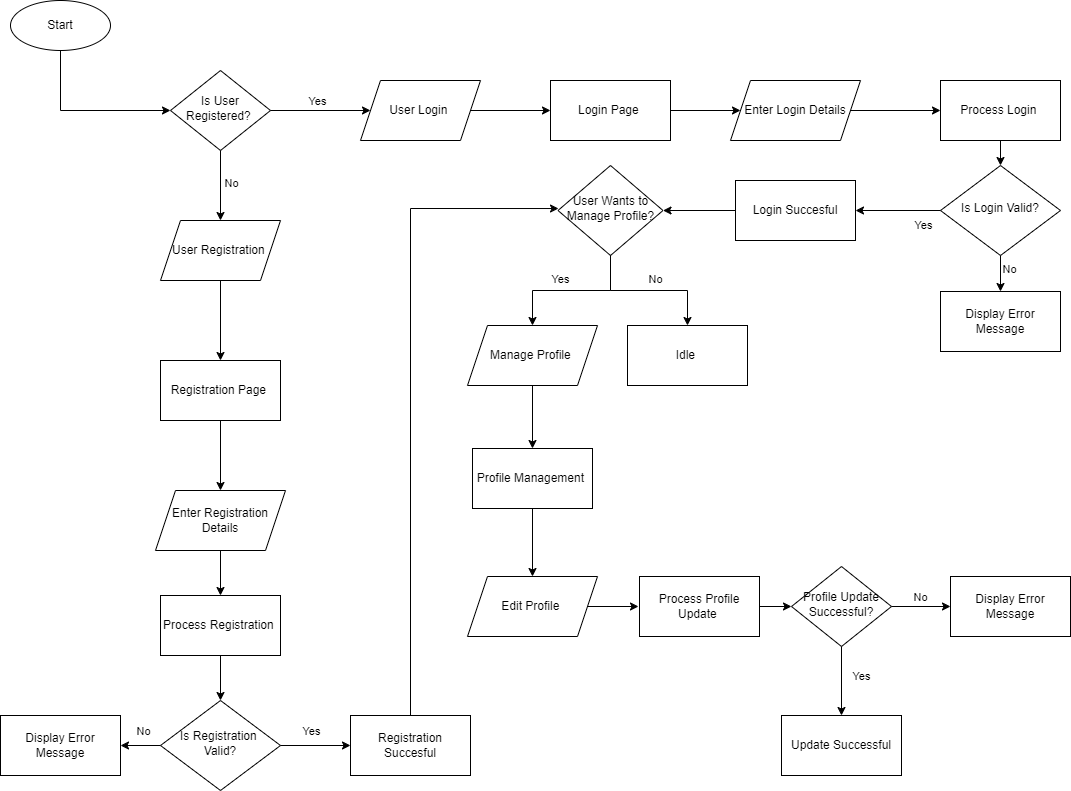 Start
Is User
Registered?
Yes
User Login
Login Page
Enter Login Details
Process Login
No
User Wants to
Manage Profile?
Login Succesful
Is Login Valid?
Yes
User Registration
Yes
No
No
Display Error
Message
Manage Profile
Idle
Registration Page
Profile Management
Enter Registration
Details
Edit Profile
Process Profile
Update
Profile Update
Successful?
No
Display Error
Message
Process Registration
Yes
Display Error
Message
No
Is Registration
Valid?
Yes
Registration
Succesful
Update Successful